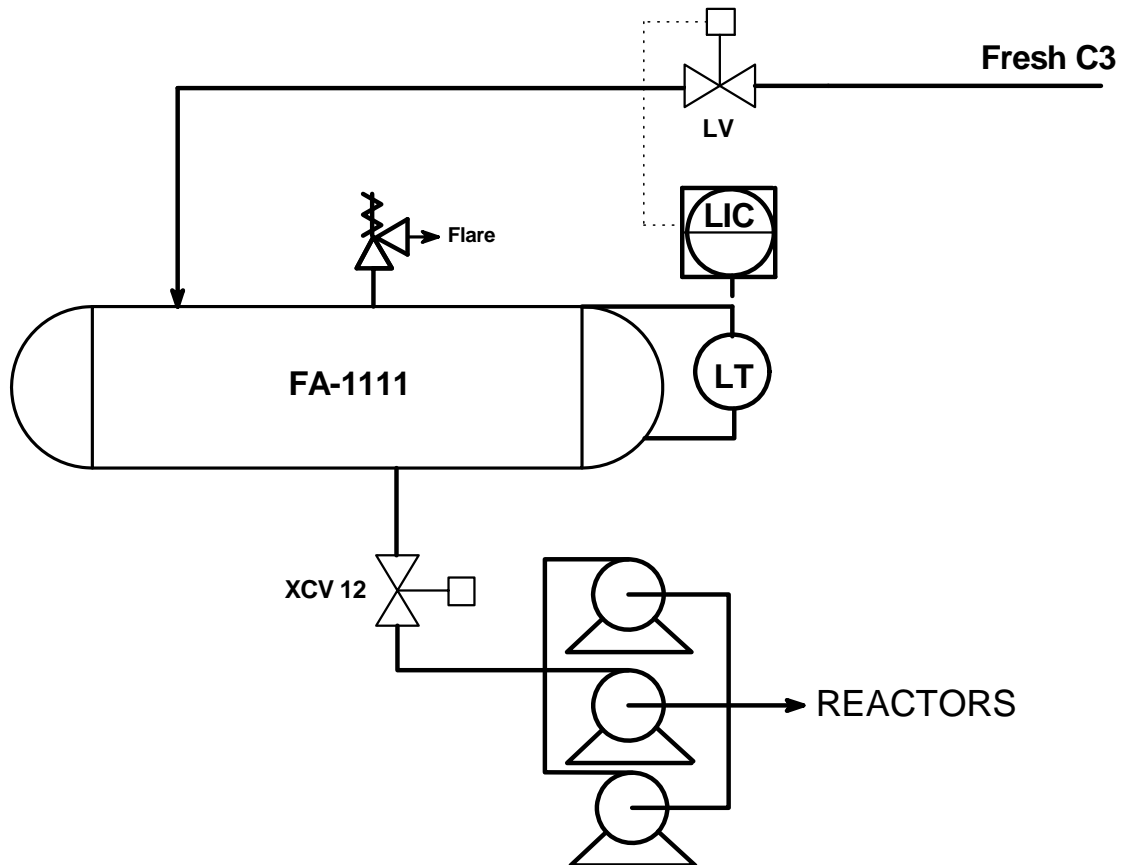 Fresh C3
LV
LIC
Flare
FA-1111
LT
XCV 12
REACTORS